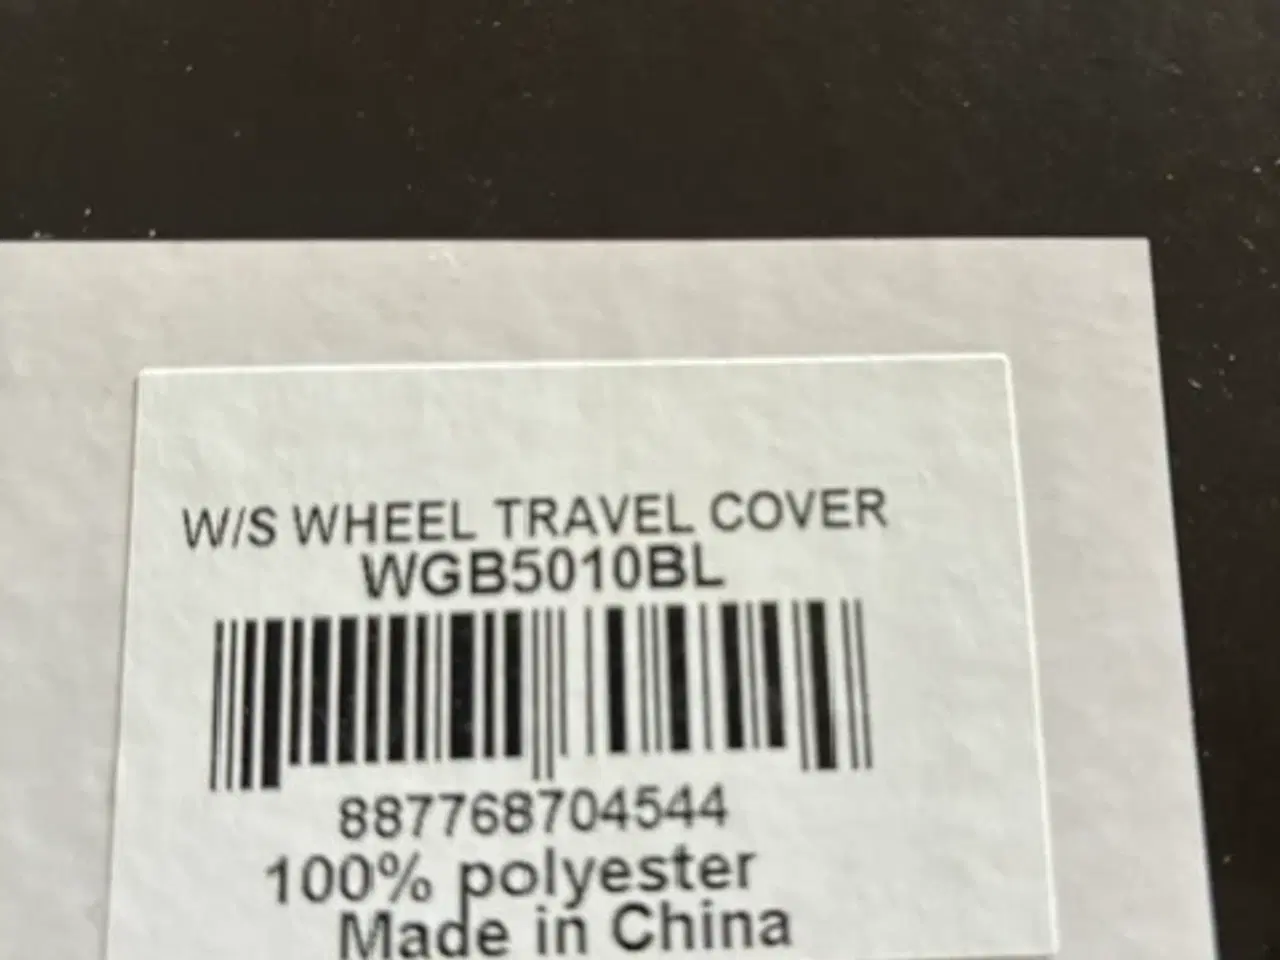 W/S WHEEL TRAVEL COVER
WGB5010BL
887768704544
100% polyester
Made in China